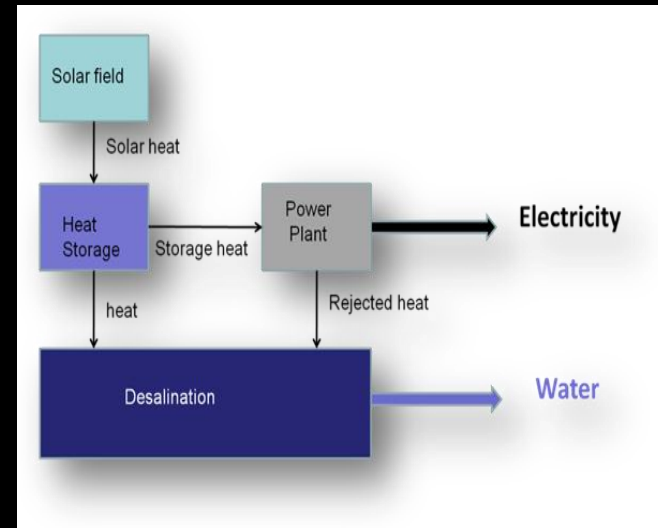 Solar field
Solar heat
Heat
Storage
Storage heat
Power
Plant
Electricity
heat
Rejected heat
Desalination
Water